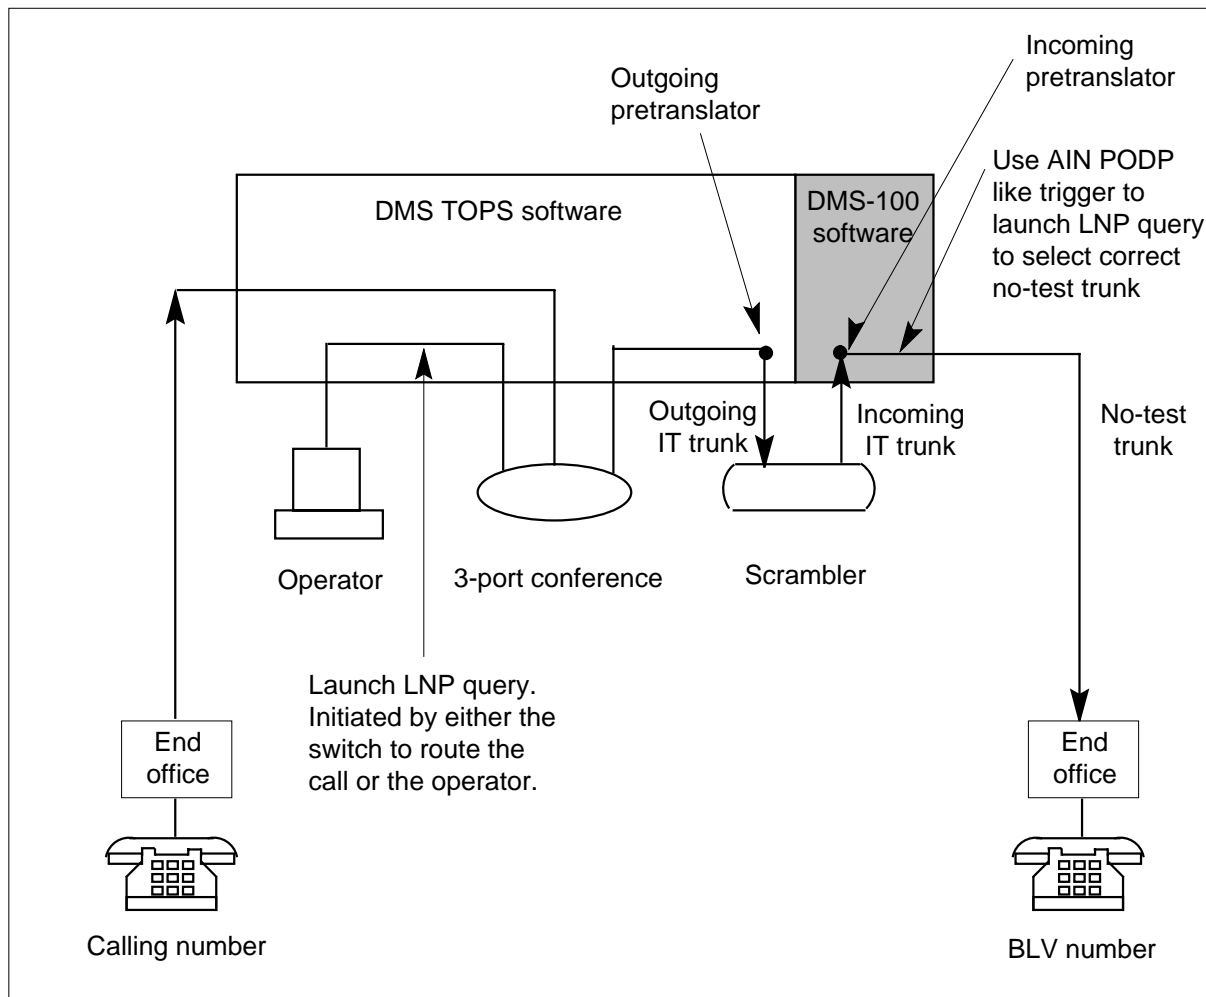 Incoming
pretranslator
Outgoing
pretranslator
Use AIN PODP
like trigger to
launch LNP query
to select correct
no-test trunk
DMS TOPS software
DMS-100
software
Outgoing
IT trunk
Incoming
IT trunk
No-test
trunk
Operator
3-port conference
Scrambler
Launch LNP query.
Initiated by either the
switch to route the
call or the operator.
End
office
End
office
Calling number
BLV number